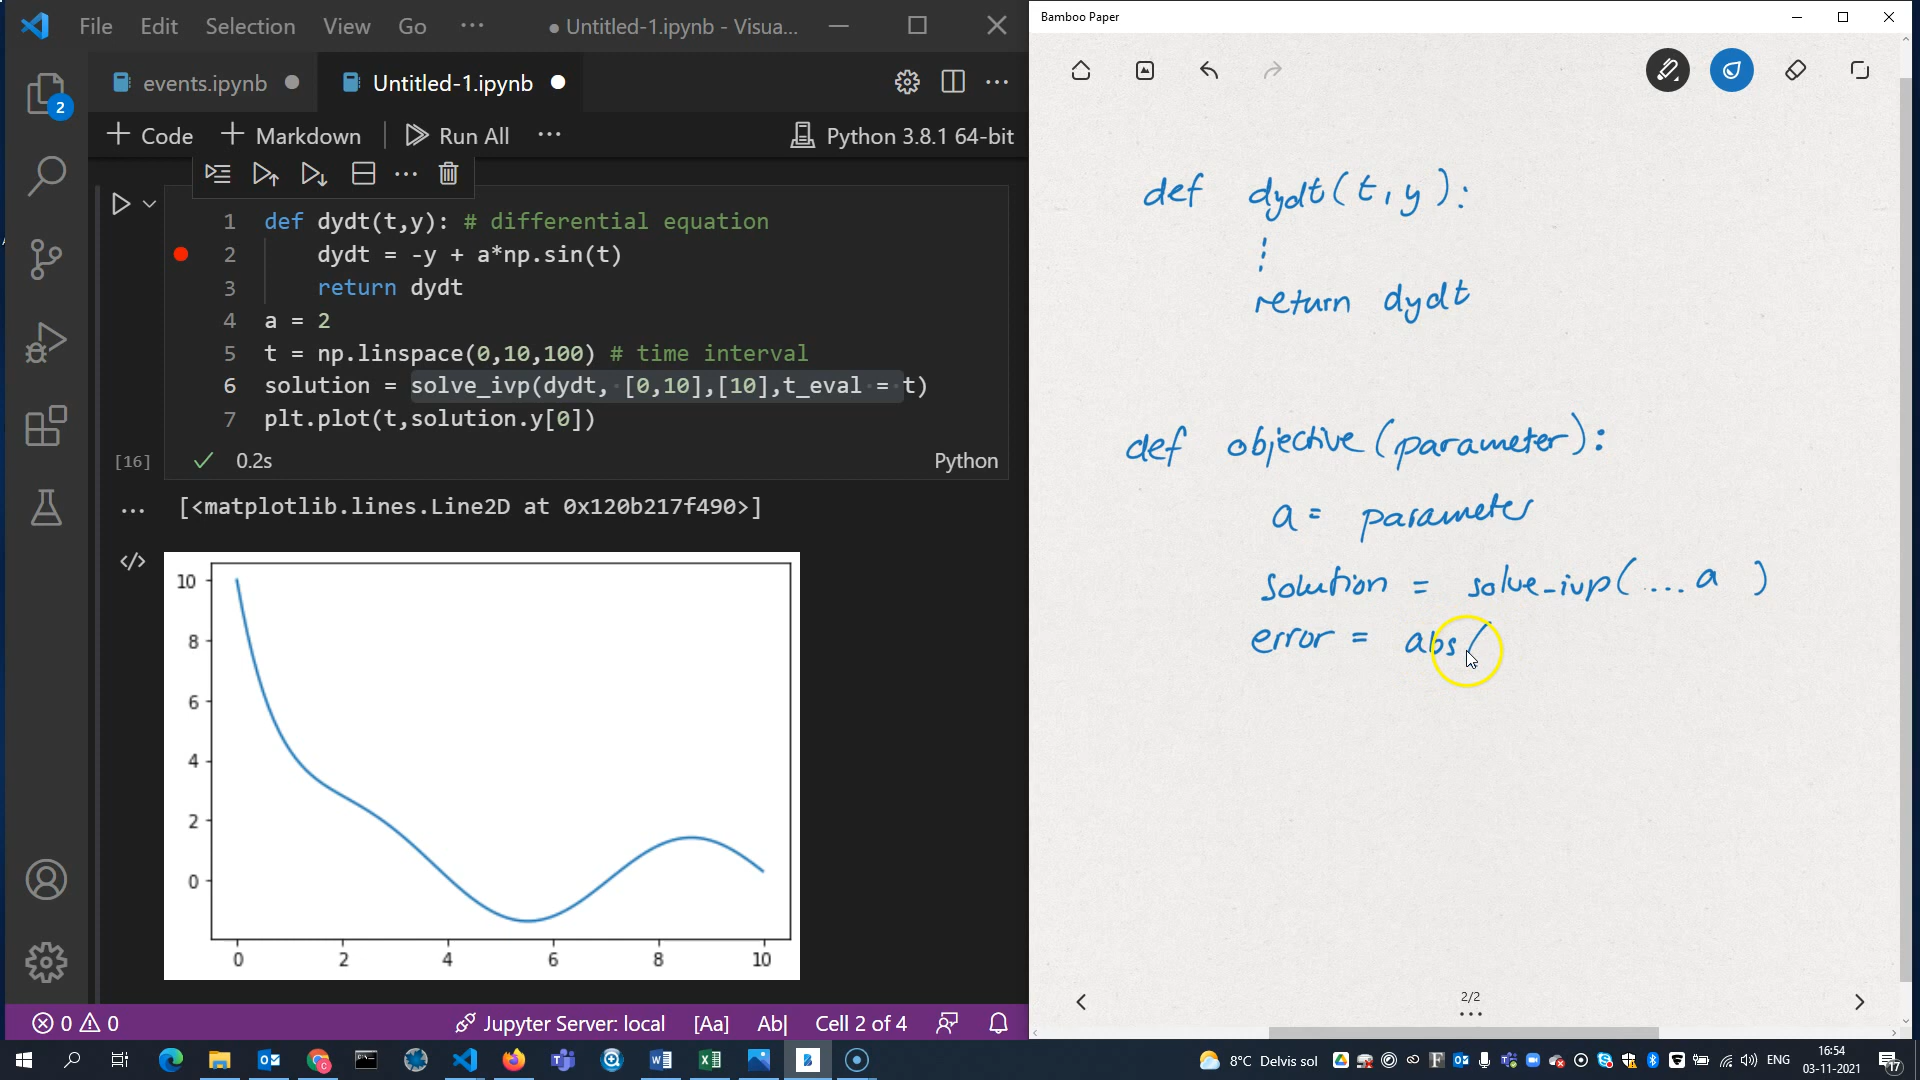 File Edit Selection View Go ··· ● Untitled-1.ipynb - Visua...
events.ipynb ● Untitled-1.ipynb ●
+ Code + Markdown | Run All ··· Python 3.8.1 64-bit
1 def dydt(t,y): # differential equation
2 dydt = -y + a*np.sin(t)
3 return dydt
4 a = 2
5 t = np.linspace(0,10,100) # time interval
6 solution = solve_ivp(dydt, [0,10],[10],t_eval = t)
7 plt.plot(t,solution.y[0])
[16] ✓ 0.2s Python
[<matplotlib.lines.Line2D at 0x120b217f490>]
10
8
6
4
2
0
0 2 4 6 8 10
2
0 0 Jupyter Server: local [Aa] Ab| Cell 2 of 4
Bamboo Paper
def dydt(t,y):
⋮
return dydt
def objective(parameter):
a = parameter
solution = solve_ivp(...a )
error = abs(
2/2
8°C Delvis sol ENG 16:54
03-11-2021
17